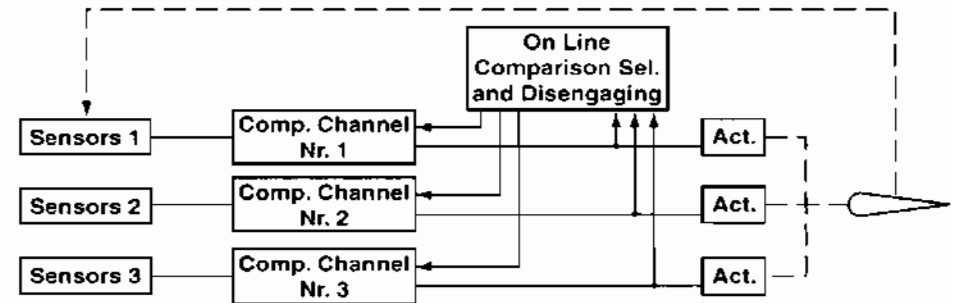 On Line
Comparison Sel.
and Disengaging
Sensors 1
Comp. Channel
Nr. 1
Act.
Sensors 2
Comp. Channel
Nr. 2
Act.
Sensors 3
Comp. Channel
Nr. 3
Act.